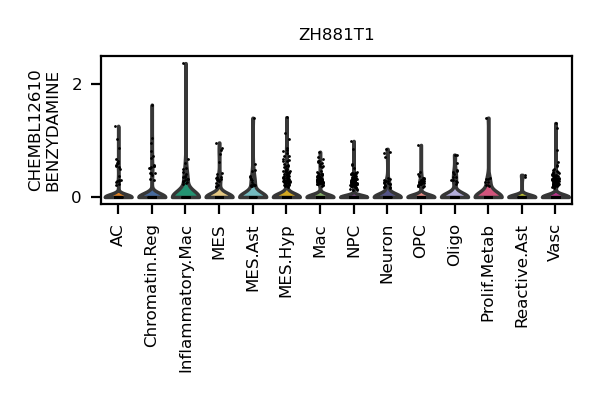 ZH881T1
CHEMBL12610
BENZYDAMINE
2
0
AC
Chromatin.Reg
Inflammatory.Mac
MES
MES.Ast
MES.Hyp
Mac
NPC
Neuron
OPC
Oligo
Prolif.Metab
Reactive.Ast
Vasc